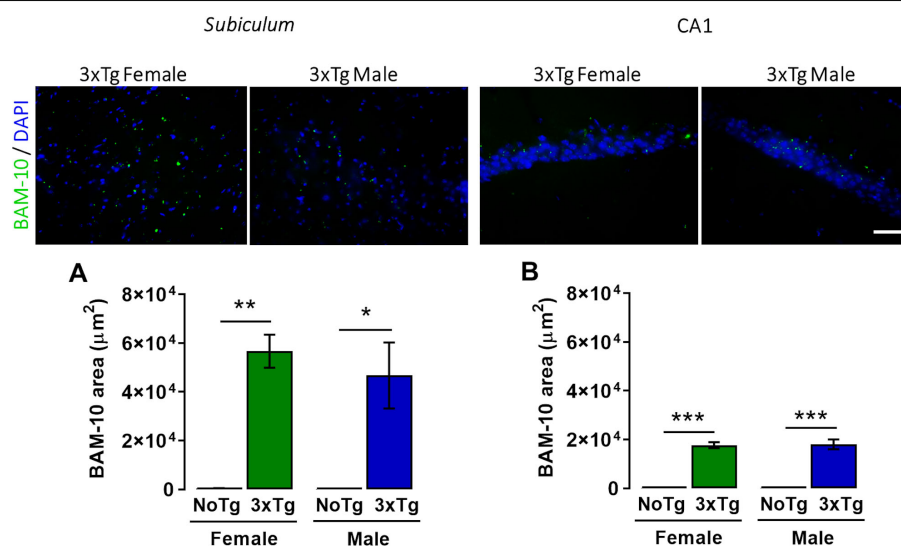 Subiculum CA1
3xTg Female 3xTg Male 3xTg Female 3xTg Male
BAM-10 / DAPI
A
BAM-10 area (μm²)
8×10⁴
6×10⁴
4×10⁴
2×10⁴
0
** *
NoTg 3xTg NoTg 3xTg
Female Male
B
BAM-10 area (μm²)
8×10⁴
6×10⁴
4×10⁴
2×10⁴
0
*** ***
NoTg 3xTg NoTg 3xTg
Female Male